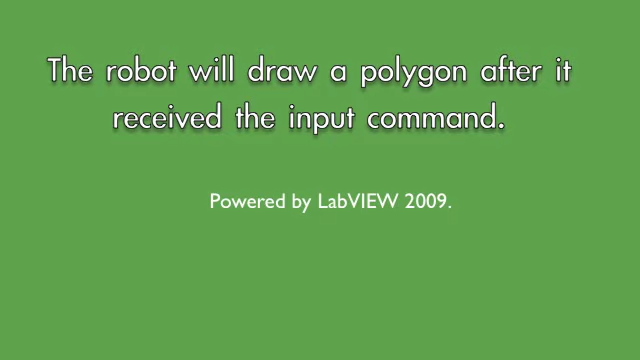 The robot will draw a polygon after it
received the input command.
Powered by LabVIEW 2009.